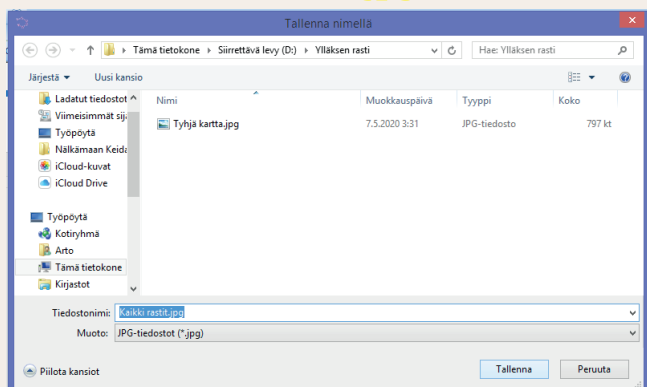 Tallenna nimellä
Tämä tietokone Siirrettävä levy (D:) Ylläksen rasti
Hae: Ylläksen rasti
Järjestä Uusi kansio
Nimi Muokkauspäivä Tyyppi Koko
Tyhjä kartta.jpg 7.5.2020 3:31 JPG-tiedosto 797 kt
Ladatut tiedostot
Viimeisimmät sij
Työpöytä
Nälkämaan Keida
iCloud-kuvat
iCloud Drive
Työpöytä
Kotiryhmä
Arto
Tämä tietokone
Kirjastot
Tiedostonimi: Kaikki rastit.jpg
Muoto: JPG-tiedostot (*.jpg)
Piilota kansiot
Tallenna Peruuta